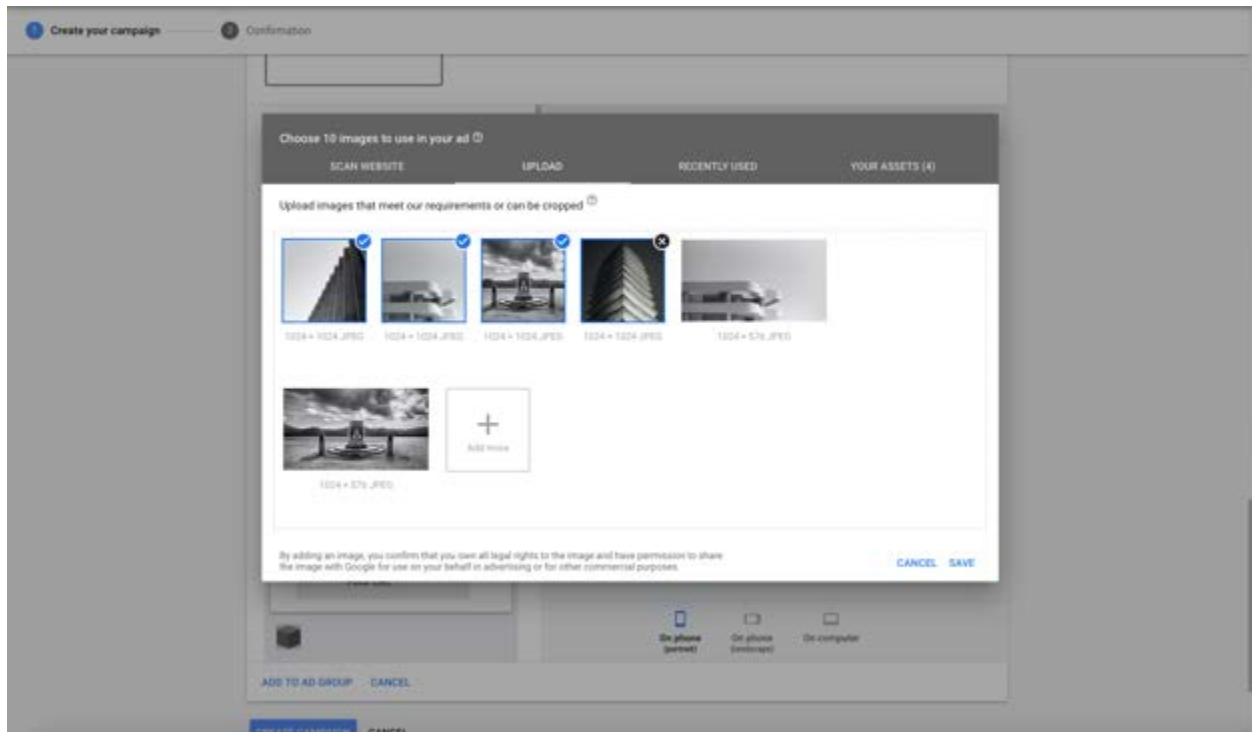 1 Create your campaign
2 Confirmation
Choose 10 images to use in your ad
SCAN WEBSITE UPLOAD RECENTLY USED YOUR ASSETS (4)
Upload images that meet our requirements or can be cropped
1024 × 1024 JPEG 1024 × 1024 JPEG 1024 × 1024 JPEG 1024 × 1024 JPEG 1024 × 576 JPEG
Add more
1024 × 576 JPEG
By adding an image, you confirm that you own all legal rights to the image and have permission to share
the image with Google for use on your behalf in advertising or for other commercial purposes.
CANCEL SAVE
On phone
(portrait)
On phone
(landscape)
On computer
ADD TO AD GROUP CANCEL
CREATE CAMPAIGN CANCEL